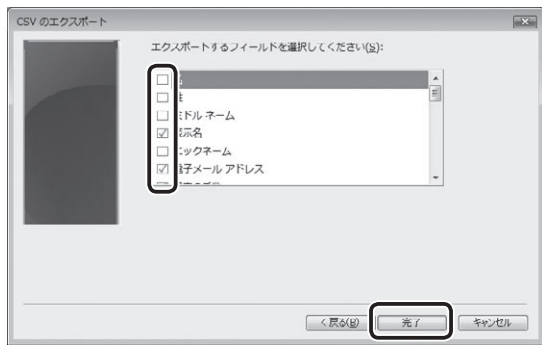 CSV のエクスポート
エクスポートするフィールドを選択してください(S):
ミドル ネーム
表示名
ニックネーム
電子メール アドレス
< 戻る(B)
完了
キャンセル